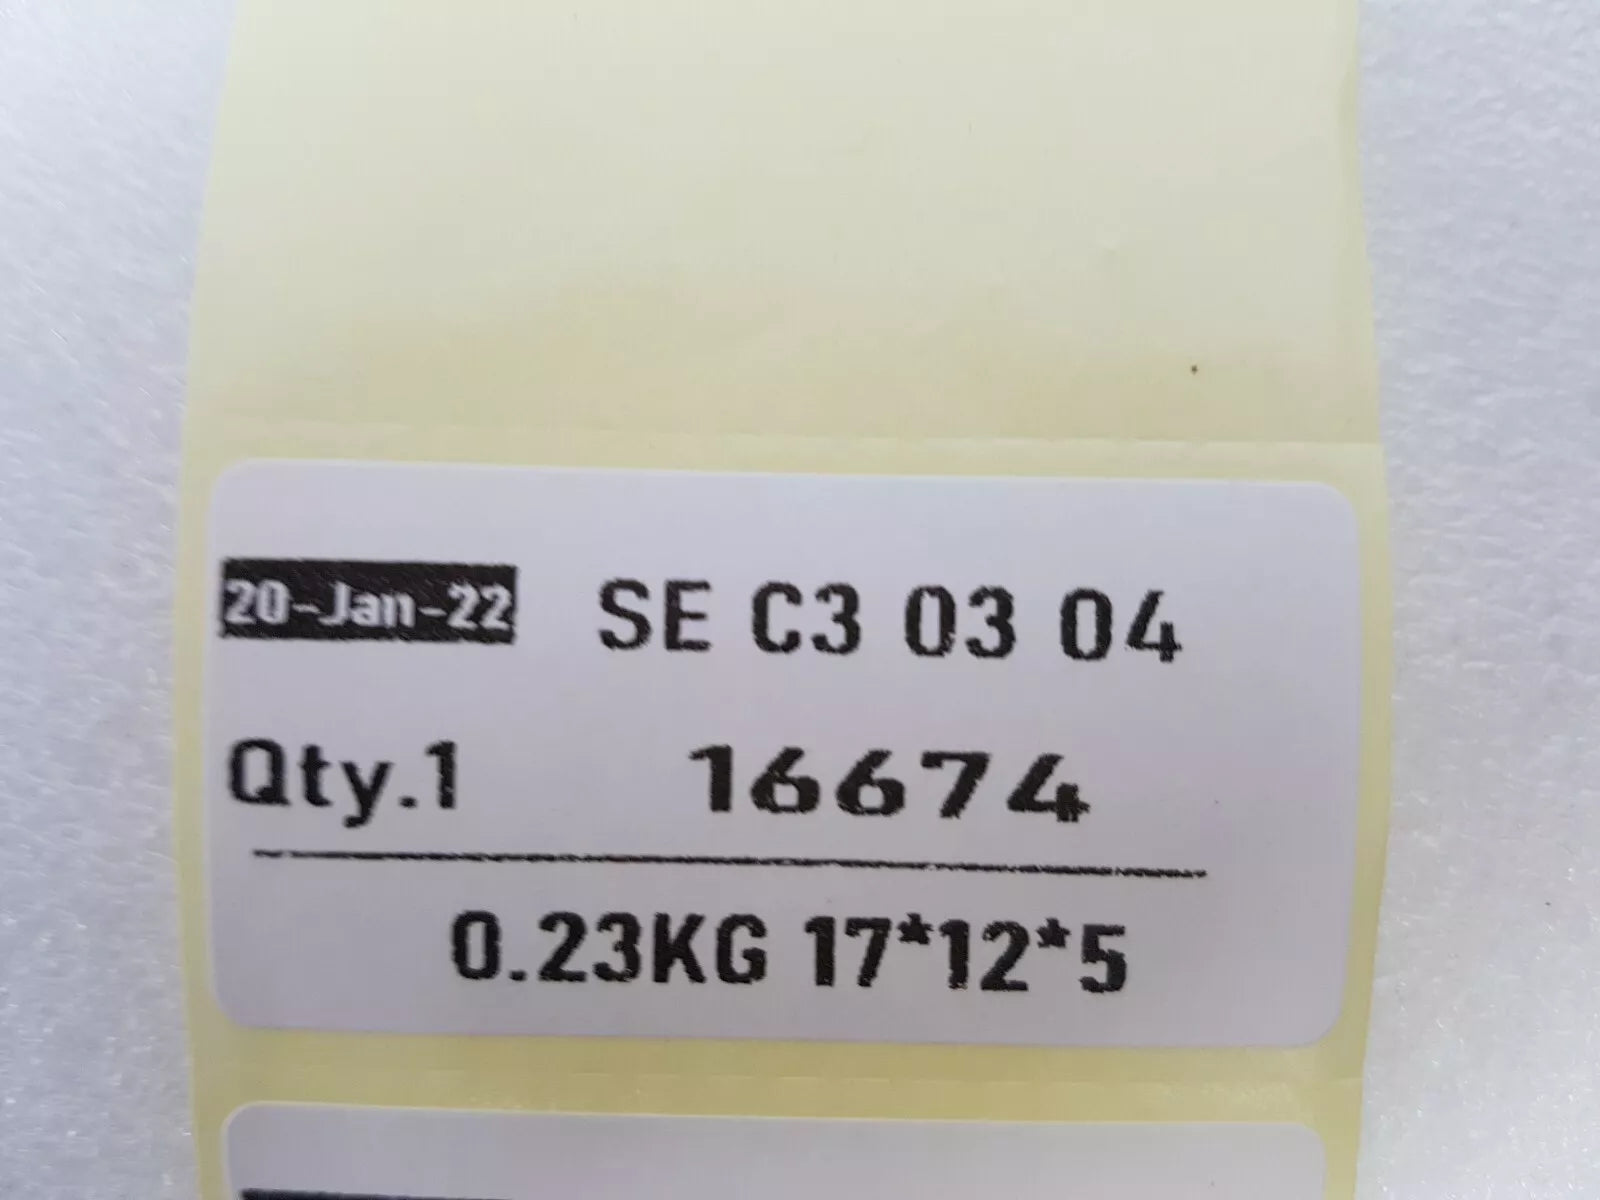 20-Jan-22 SE C3 03 04
Qty.1 16674
0.23KG 17*12*5